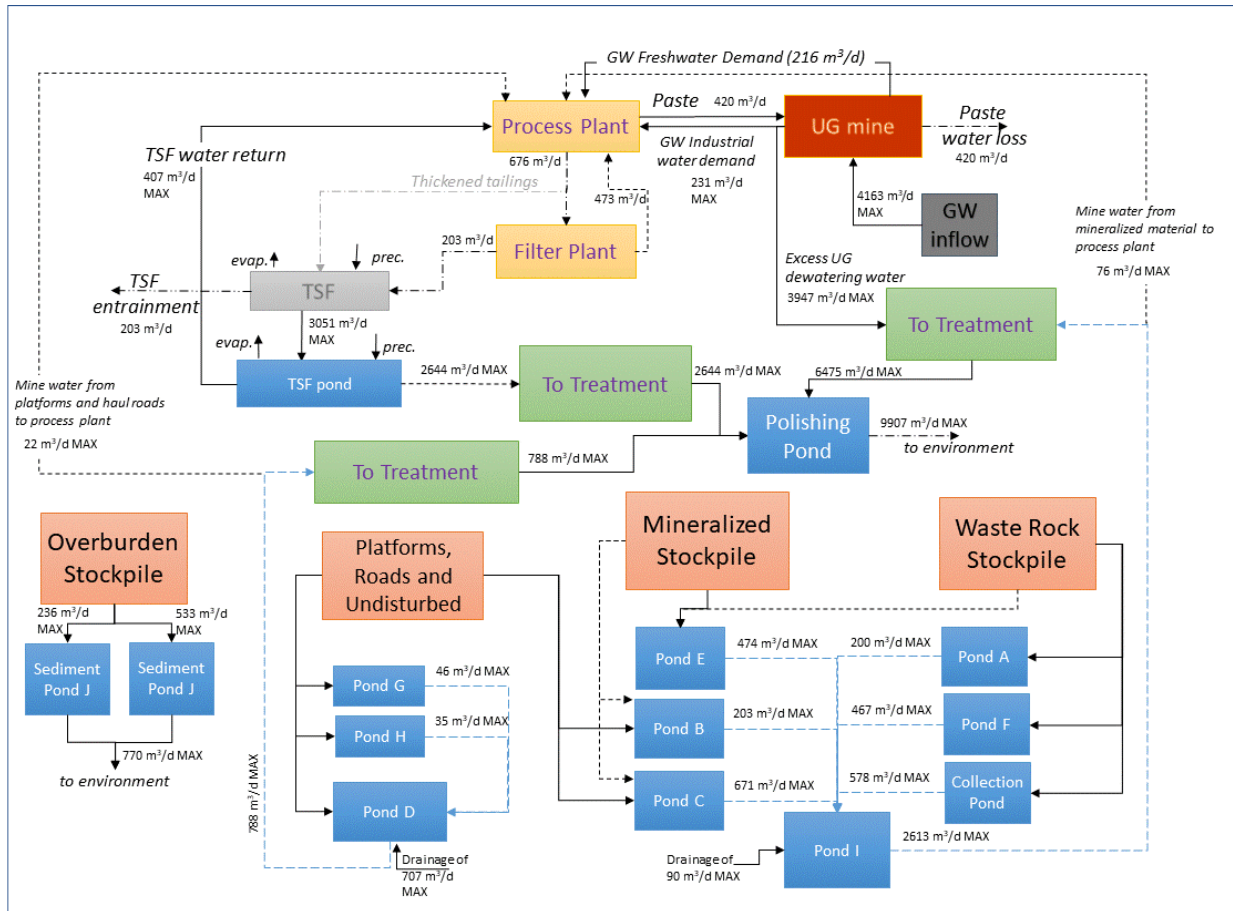 GW Freshwater Demand (216 m³/d)
Paste
420 m³/d
Process Plant
UG mine
Paste
water loss
420 m³/d
TSF water return
407 m³/d
MAX
676 m³/d
GW Industrial
water demand
231 m³/d
MAX
Thickened tailings
473 m³/d
4163 m³/d
MAX
GW
inflow
Mine water from
mineralized material to
process plant
76 m³/d MAX
203 m³/d
Filter Plant
evap.
prec.
TSF
TSF
entrainment
203 m³/d
Excess UG
dewatering water
3947 m³/d MAX
To Treatment
3051 m³/d
MAX
evap.
prec.
TSF pond
2644 m³/d MAX
To Treatment
2644 m³/d MAX
6475 m³/d MAX
Mine water from
platforms and haul roads
to process plant
22 m³/d MAX
Polishing
Pond
9907 m³/d MAX
to environment
To Treatment
788 m³/d MAX
Overburden
Stockpile
Platforms,
Roads and
Undisturbed
Mineralized
Stockpile
Waste Rock
Stockpile
236 m³/d
MAX
533 m³/d
MAX
Sediment
Pond J
Sediment
Pond J
770 m³/d MAX
to environment
788 m³/d MAX
Pond G
46 m³/d MAX
Pond H
35 m³/d MAX
Pond D
Drainage of
707 m³/d
MAX
Pond E
474 m³/d MAX
200 m³/d MAX
Pond A
Pond B
203 m³/d MAX
467 m³/d MAX
Pond F
Pond C
671 m³/d MAX
578 m³/d MAX
Collection
Pond
Pond I
2613 m³/d MAX
Drainage of
90 m³/d MAX